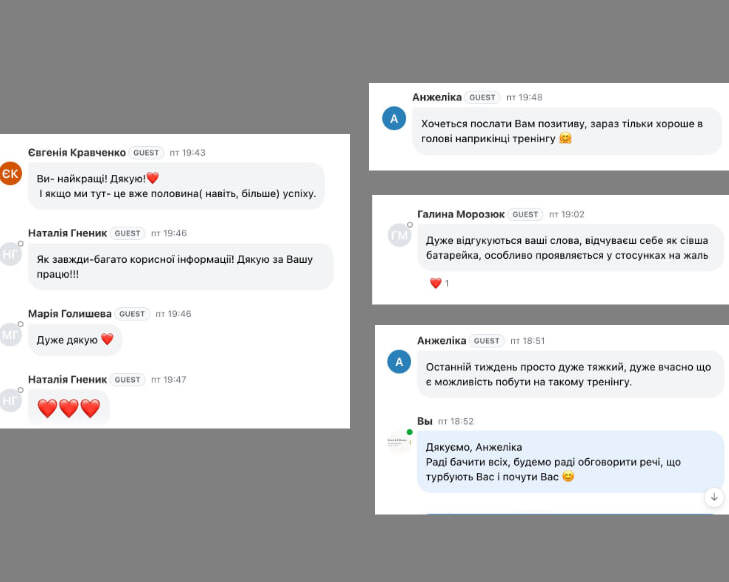 Євгенія Кравченко GUEST пт 19:43
ЄК
Ви- найкращі! Дякую!❤️
І якщо ми тут- це вже половина( навіть, більше) успіху.
Наталія Гненик GUEST пт 19:46
НГ
Як завжди-багато корисної інформації! Дякую за Вашу
працю!!!
Марія Голишева GUEST пт 19:46
МГ
Дуже дякую ❤️
Наталія Гненик GUEST пт 19:47
НГ
❤️❤️❤️
Анжеліка GUEST пт 19:48
А
Хочеться послати Вам позитиву, зараз тільки хороше в
голові наприкінці тренінгу 🤗
Галина Морозюк GUEST пт 19:02
ГМ
Дуже відгукуються ваші слова, відчуваєш себе як сівша
батарейка, особливо проявляється у стосунках на жаль
❤️ 1
Анжеліка GUEST пт 18:51
А
Останній тиждень просто дуже тяжкий, дуже вчасно що
є можливість побути на такому тренінгу.
Вы пт 18:52
Дякуємо, Анжеліка
Раді бачити всіх, будемо раді обговорити речі, що
турбують Вас і почути Вас 😊